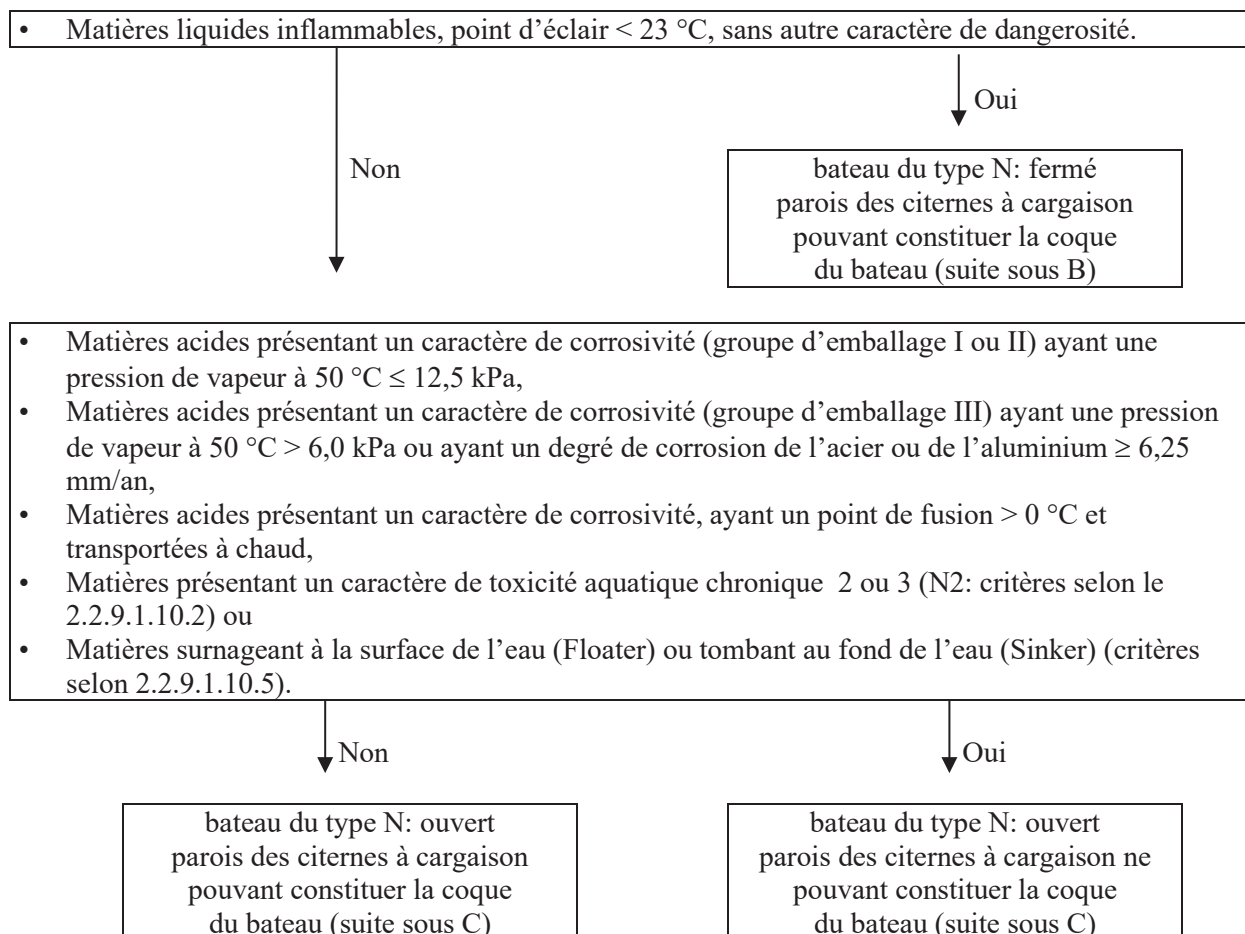 • Matières liquides inflammables, point d’éclair < 23 °C, sans autre caractère de dangerosité.
Oui
Non
bateau du type N: fermé
parois des citernes à cargaison
pouvant constituer la coque
du bateau (suite sous B)
• Matières acides présentant un caractère de corrosivité (groupe d’emballage I ou II) ayant une
pression de vapeur à 50 °C ≤ 12,5 kPa,
• Matières acides présentant un caractère de corrosivité (groupe d’emballage III) ayant une pression
de vapeur à 50 °C > 6,0 kPa ou ayant un degré de corrosion de l’acier ou de l’aluminium ≥ 6,25
mm/an,
• Matières acides présentant un caractère de corrosivité, ayant un point de fusion > 0 °C et
transportées à chaud,
• Matières présentant un caractère de toxicité aquatique chronique 2 ou 3 (N2: critères selon le
2.2.9.1.10.2) ou
• Matières surnageant à la surface de l’eau (Floater) ou tombant au fond de l’eau (Sinker) (critères
selon 2.2.9.1.10.5).
Non
Oui
bateau du type N: ouvert
parois des citernes à cargaison
pouvant constituer la coque
du bateau (suite sous C)
bateau du type N: ouvert
parois des citernes à cargaison ne
pouvant constituer la coque
du bateau (suite sous C)